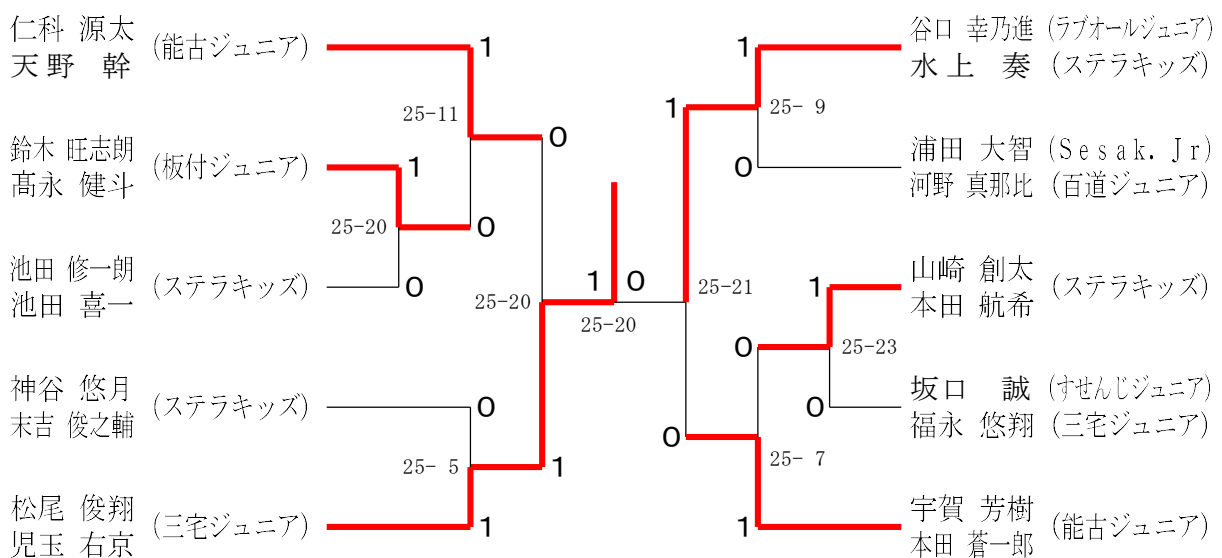 仁科 源太
天野 幹
(能古ジュニア)
1
25-11
0
鈴木 旺志朗
髙永 健斗
(板付ジュニア)
1
25-20
0
池田 修一朗
池田 喜一
(ステラキッズ)
0
25-20
神谷 悠月
末吉 俊之輔
(ステラキッズ)
0
25- 5
1
松尾 俊翔
児玉 右京
(三宅ジュニア)
1
1
0
25-20
谷口 幸乃進 (ラブオールジュニア)
水上 奏 (ステラキッズ)
1
1
25- 9
浦田 大智 (Sesak. Jr)
河野 真那比 (百道ジュニア)
0
25-21
山崎 創太
本田 航希
(ステラキッズ)
1
0
25-23
坂口 誠 (すせんじジュニア)
福永 悠翔 (三宅ジュニア)
0
0
25- 7
宇賀 芳樹
本田 蒼一郎
(能古ジュニア)
1